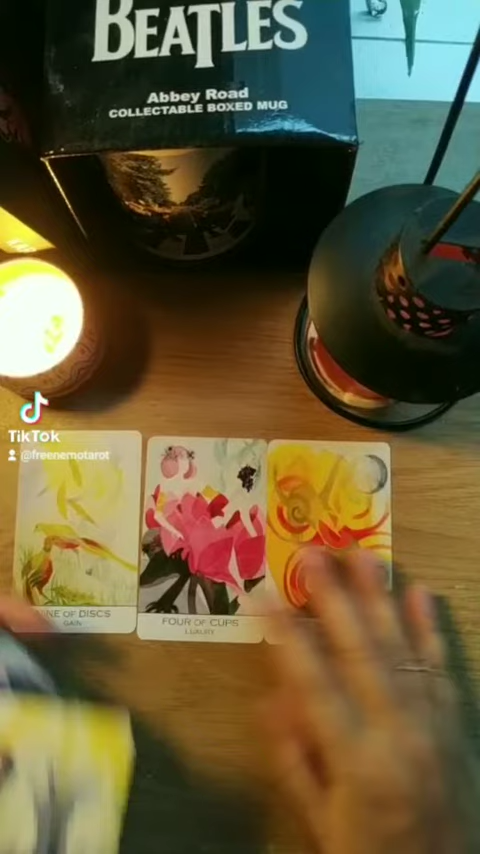 BEATLES
Abbey Road
COLLECTABLE BOXED MUG
TikTok
@freenemotarot
NINE OF DISCS
GAIN
FOUR OF CUPS
LUXURY